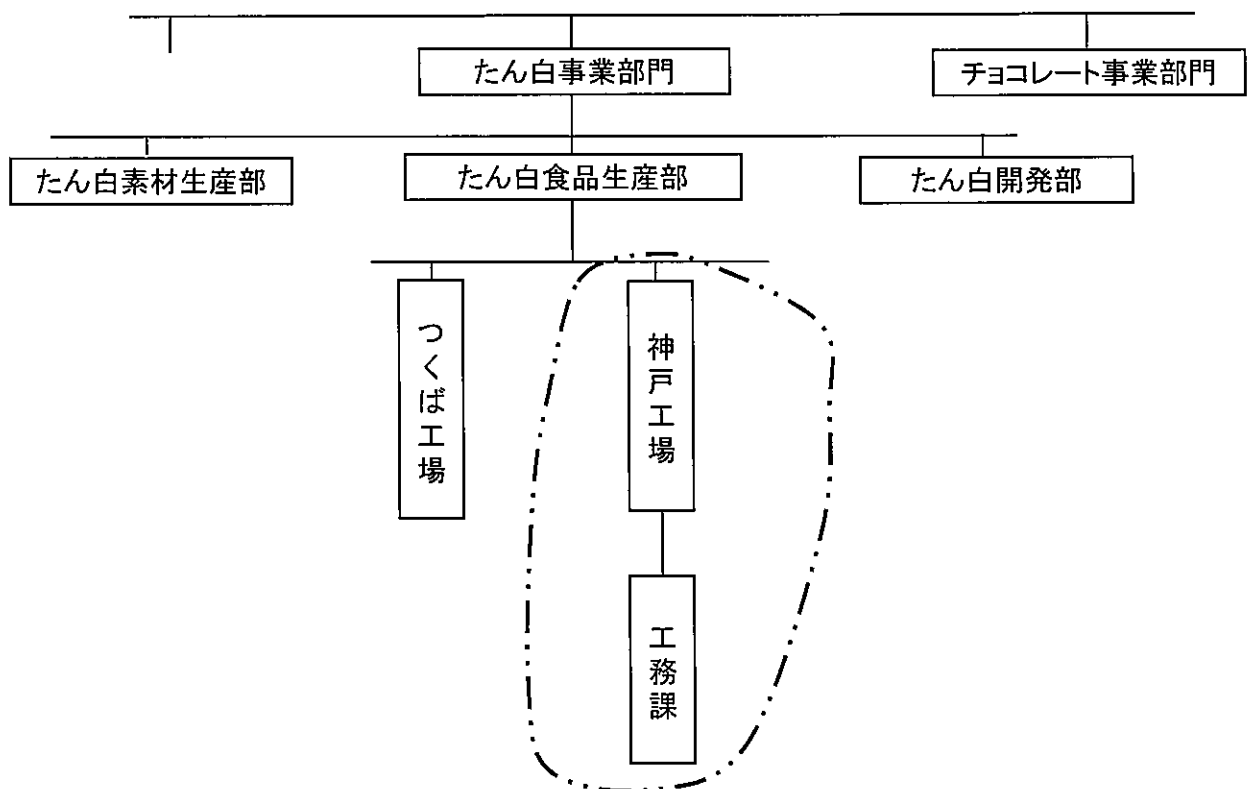 たん白事業部門
チョコレート事業部門
たん白素材生産部
たん白食品生産部
たん白開発部
つくば工場
神戸工場
工務課